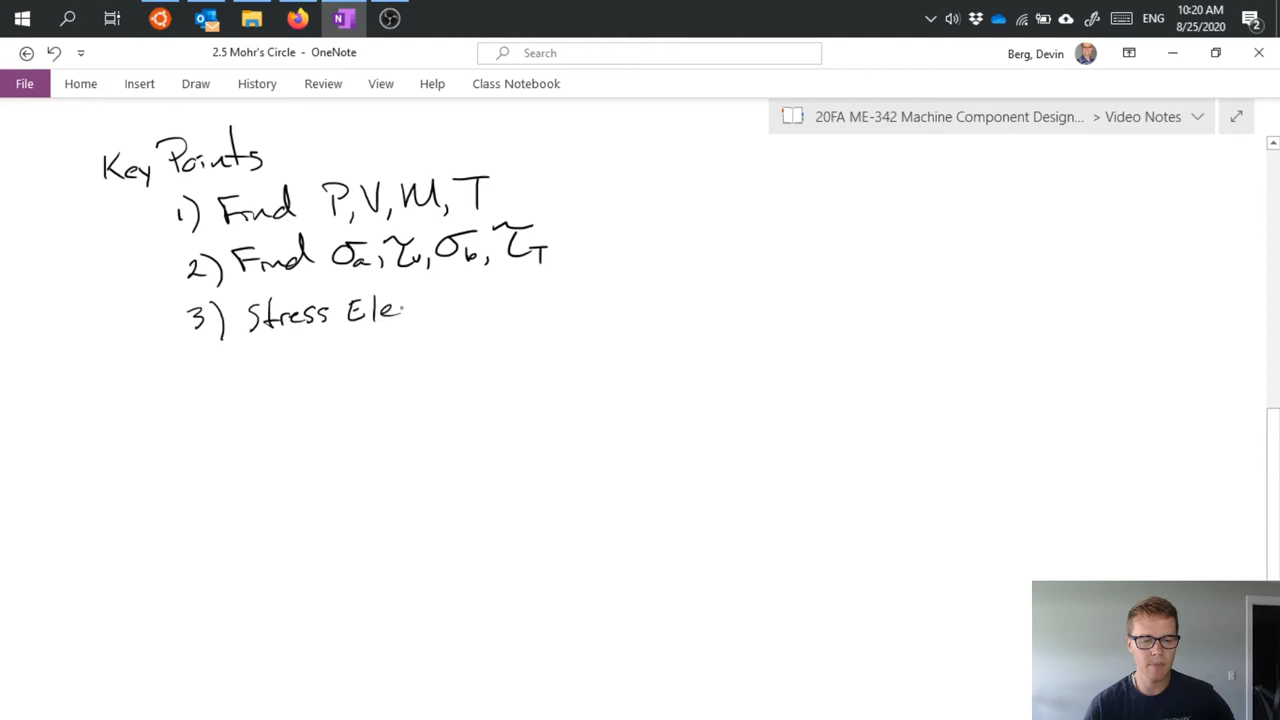 10:20 AM
ENG
8/25/2020
2
2.5 Mohr's Circle - OneNote
Search
Berg, Devin
File Home Insert Draw History Review View Help Class Notebook
20FA ME-342 Machine Component Design... > Video Notes
Key Points
1) Find P, V, M, T
2) Find σa, τv, σb, τT
3) Stress Ele